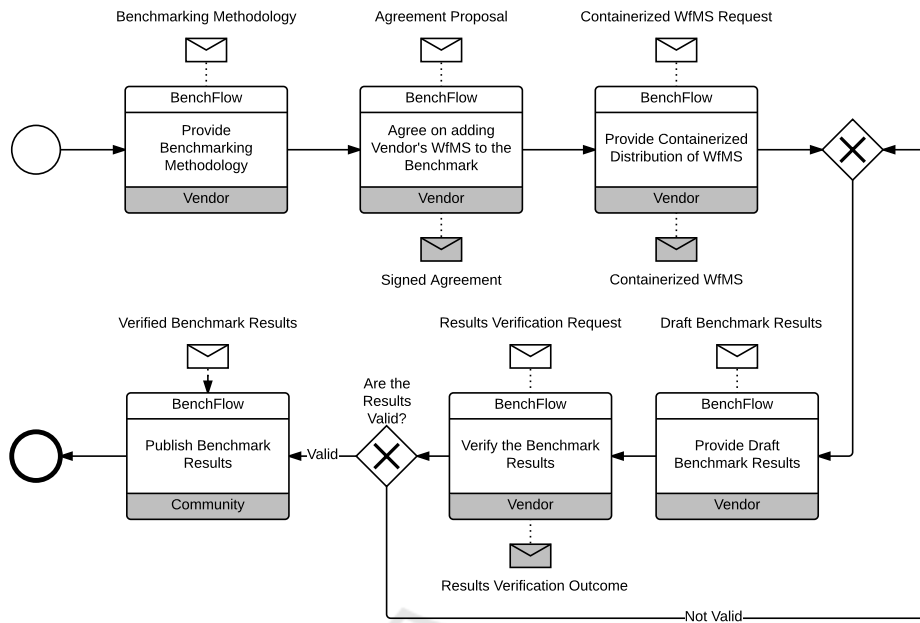 Benchmarking Methodology
Agreement Proposal
Containerized WfMS Request
BenchFlow
Provide
Benchmarking
Methodology
Vendor
BenchFlow
Agree on adding
Vendor's WfMS to the
Benchmark
Vendor
Signed Agreement
BenchFlow
Provide Containerized
Distribution of WfMS
Vendor
Containerized WfMS
Verified Benchmark Results
Results Verification Request
Draft Benchmark Results
BenchFlow
Publish Benchmark
Results
Community
Are the
Results
Valid?
Valid
BenchFlow
Verify the Benchmark
Results
Vendor
Results Verification Outcome
BenchFlow
Provide Draft
Benchmark Results
Vendor
Not Valid